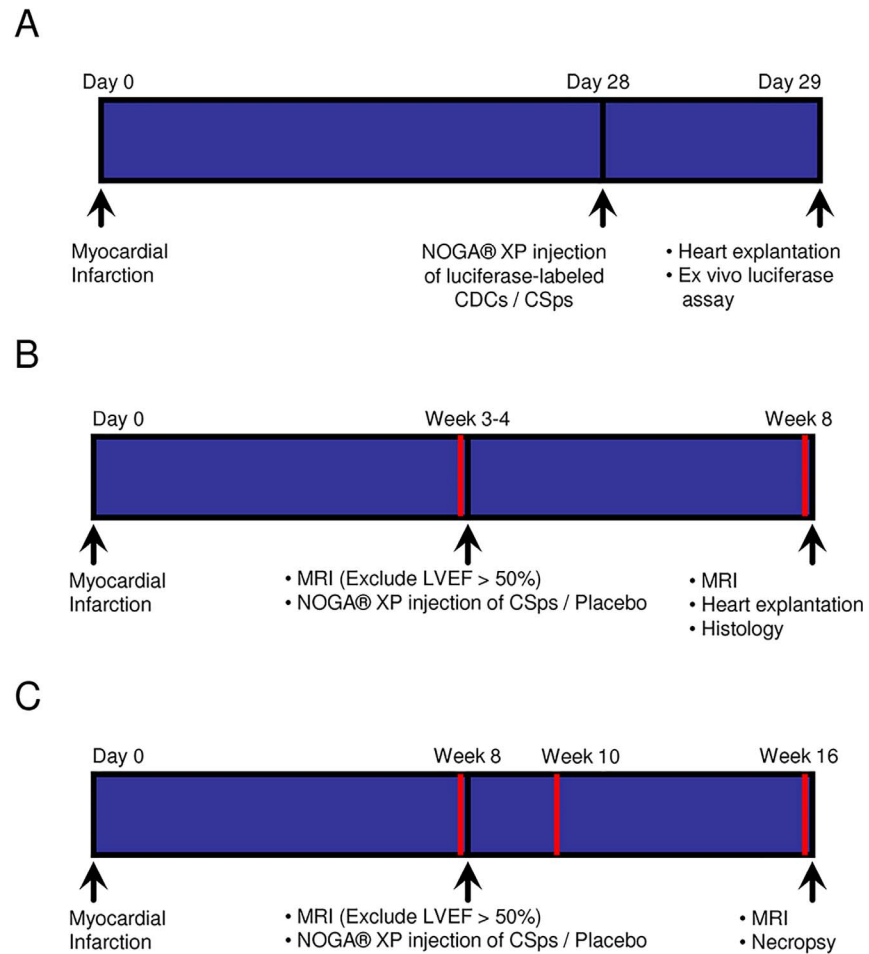 A
Day 0
Day 28
Day 29
Myocardial
Infarction
NOGA® XP injection
of luciferase-labeled
CDCs / CSps
• Heart explantation
• Ex vivo luciferase
assay
B
Day 0
Week 3-4
Week 8
Myocardial
Infarction
• MRI (Exclude LVEF > 50%)
• NOGA® XP injection of CSps / Placebo
• MRI
• Heart explantation
• Histology
C
Day 0
Week 8
Week 10
Week 16
Myocardial
Infarction
• MRI (Exclude LVEF > 50%)
• NOGA® XP injection of CSps / Placebo
• MRI
• Necropsy